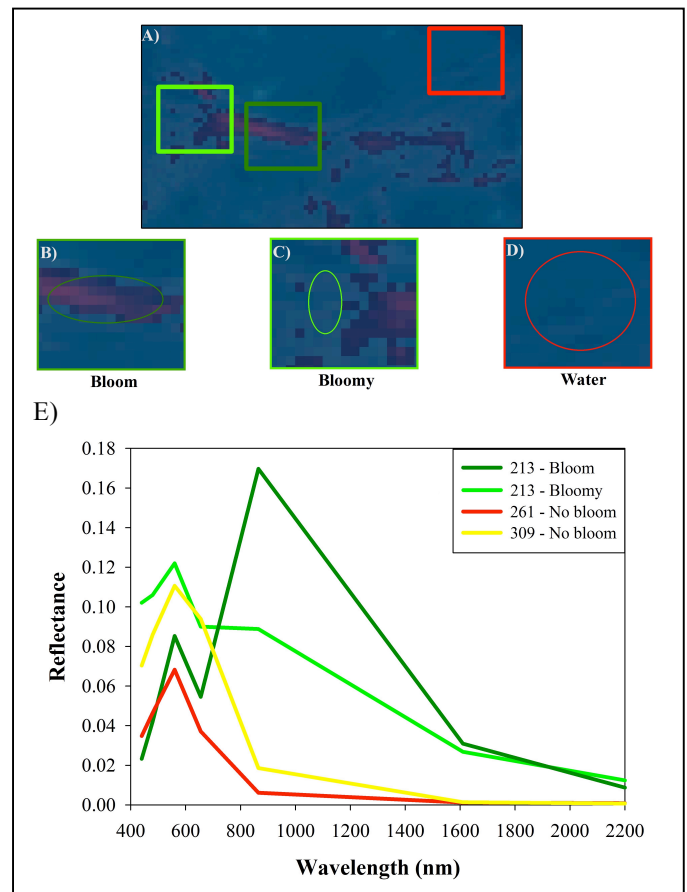 A)
B)
C)
D)
Bloom
Bloomy
Water
E)
0.18
0.16
0.14
0.12
0.10
0.08
0.06
0.04
0.02
0.00
Reflectance
213 - Bloom
213 - Bloomy
261 - No bloom
309 - No bloom
400 600 800 1000 1200 1400 1600 1800 2000 2200
Wavelength (nm)